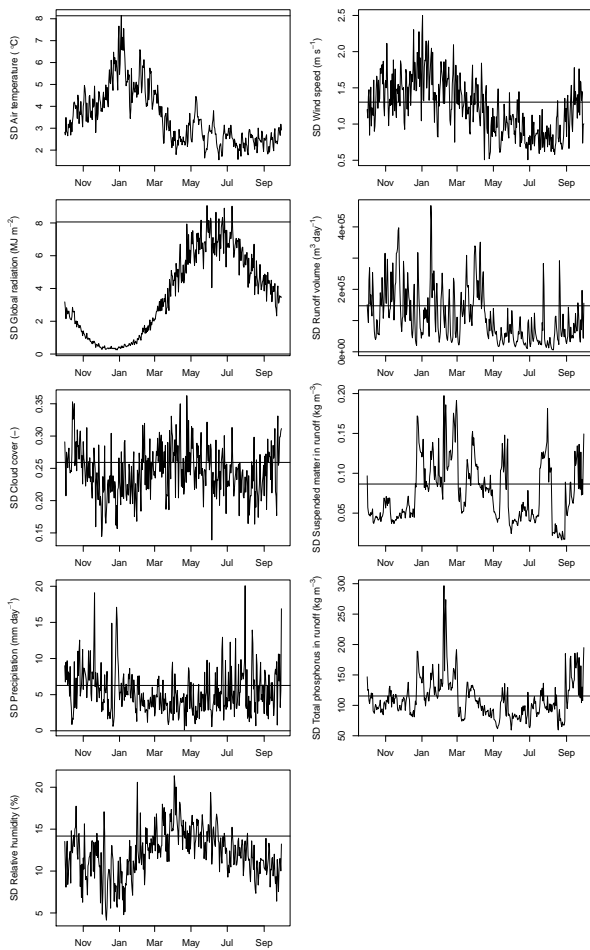 SD Air temperature (°C)
8
7
6
5
4
3
2
Nov Jan Mar May Jul Sep
SD Wind speed (m s−1)
2.5
2.0
1.5
1.0
0.5
Nov Jan Mar May Jul Sep
SD Global radiation (MJ m−2)
8
6
4
2
0
Nov Jan Mar May Jul Sep
SD Runoff volume (m3 day−1)
4e+05
2e+05
0e+00
Nov Jan Mar May Jul Sep
SD Cloud cover (−)
0.35
0.30
0.25
0.20
0.15
Nov Jan Mar May Jul Sep
SD Suspended matter in runoff (kg m−3)
0.20
0.15
0.10
0.05
Nov Jan Mar May Jul Sep
SD Precipitation (mm day−1)
20
15
10
5
0
Nov Jan Mar May Jul Sep
SD Total phosphorus in runoff (kg m−3)
300
250
200
150
100
50
Nov Jan Mar May Jul Sep
SD Relative humidity (%)
20
15
10
5
Nov Jan Mar May Jul Sep